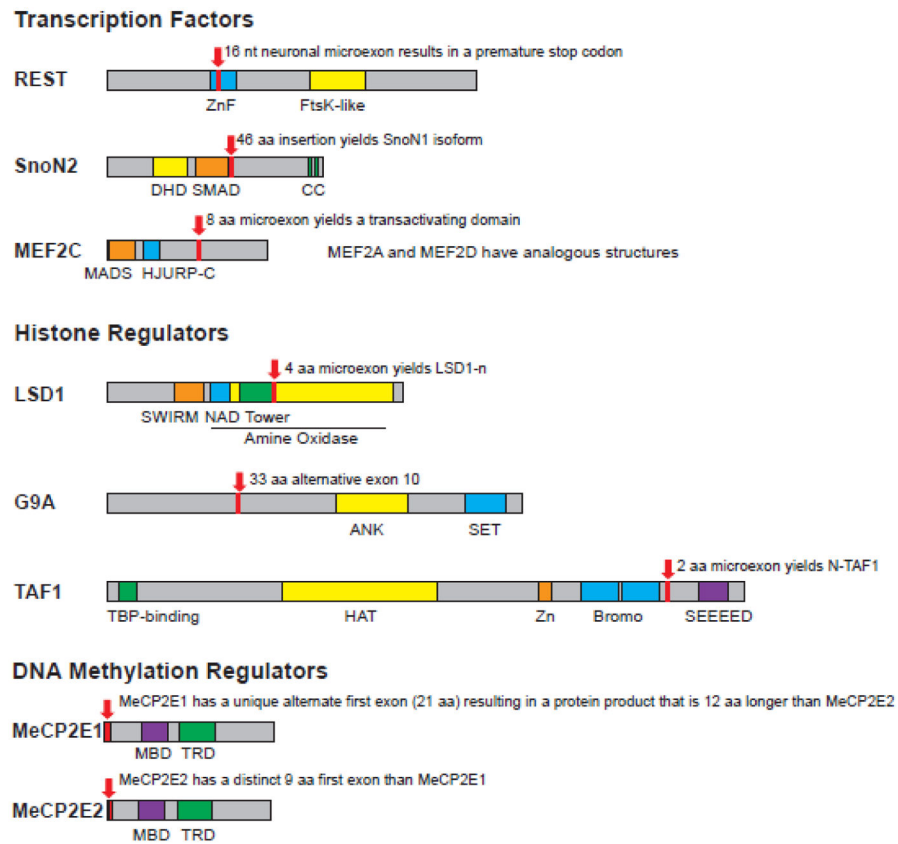 Transcription Factors
16 nt neuronal microexon results in a premature stop codon
REST
ZnF FtsK-like
46 aa insertion yields SnoN1 isoform
SnoN2
DHD SMAD CC
8 aa microexon yields a transactivating domain
MEF2C MEF2A and MEF2D have analogous structures
MADS HJURP-C
Histone Regulators
4 aa microexon yields LSD1-n
LSD1
SWIRM NAD Tower
Amine Oxidase
33 aa alternative exon 10
G9A
ANK SET
2 aa microexon yields N-TAF1
TAF1
TBP-binding HAT Zn Bromo SEEEED
DNA Methylation Regulators
MeCP2E1 has a unique alternate first exon (21 aa) resulting in a protein product that is 12 aa longer than MeCP2E2
MeCP2E1
MBD TRD
MeCP2E2 has a distinct 9 aa first exon than MeCP2E1
MeCP2E2
MBD TRD